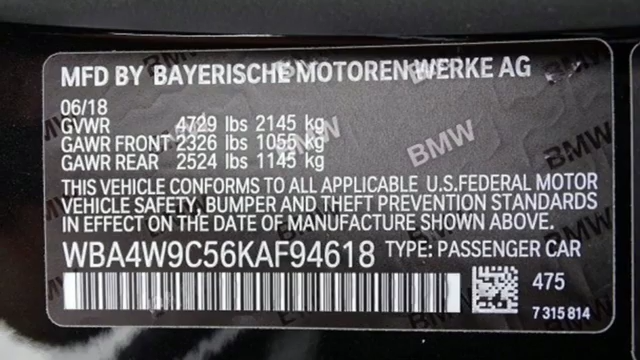 MFD BY BAYERISCHE MOTOREN WERKE AG
06/18
GVWR 4729 lbs 2145 kg
GAWR FRONT 2326 lbs 1055 kg
GAWR REAR 2524 lbs 1145 kg
THIS VEHICLE CONFORMS TO ALL APPLICABLE U.S.FEDERAL MOTOR
VEHICLE SAFETY, BUMPER AND THEFT PREVENTION STANDARDS
IN EFFECT ON THE DATE OF MANUFACTURE SHOWN ABOVE.
WBA4W9C56KAF94618 TYPE: PASSENGER CAR
475
7 315 814